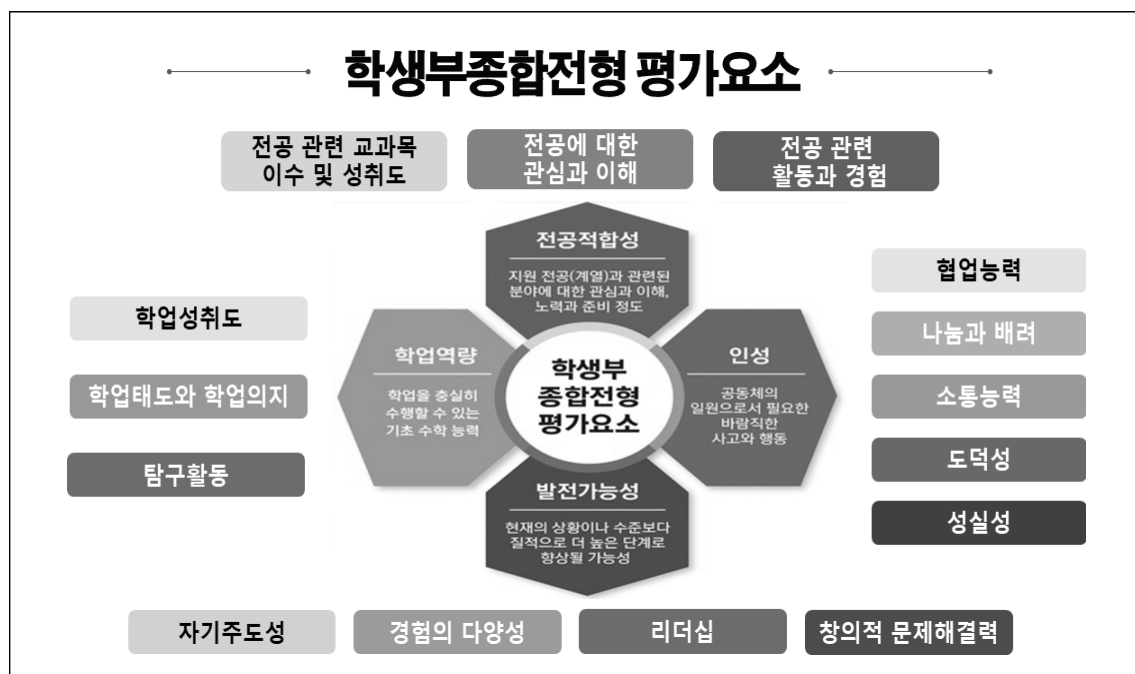 학생부종합전형 평가요소
전공 관련 교과목
이수 및 성취도
전공에 대한
관심과 이해
전공 관련
활동과 경험
전공적합성
지원 전공(계열)과 관련된
분야에 대한 관심과 이해,
노력과 준비 정도
학업성취도
학업태도와 학업의지
탐구활동
학업역량
학업을 충실히
수행할 수 있는
기초 수학 능력
학생부
종합전형
평가요소
인성
공동체의
일원으로서 필요한
바람직한
사고와 행동
협업능력
나눔과 배려
소통능력
도덕성
성실성
발전가능성
현재의 상황이나 수준보다
질적으로 더 높은 단계로
향상될 가능성
자기주도성
경험의 다양성
리더십
창의적 문제해결력